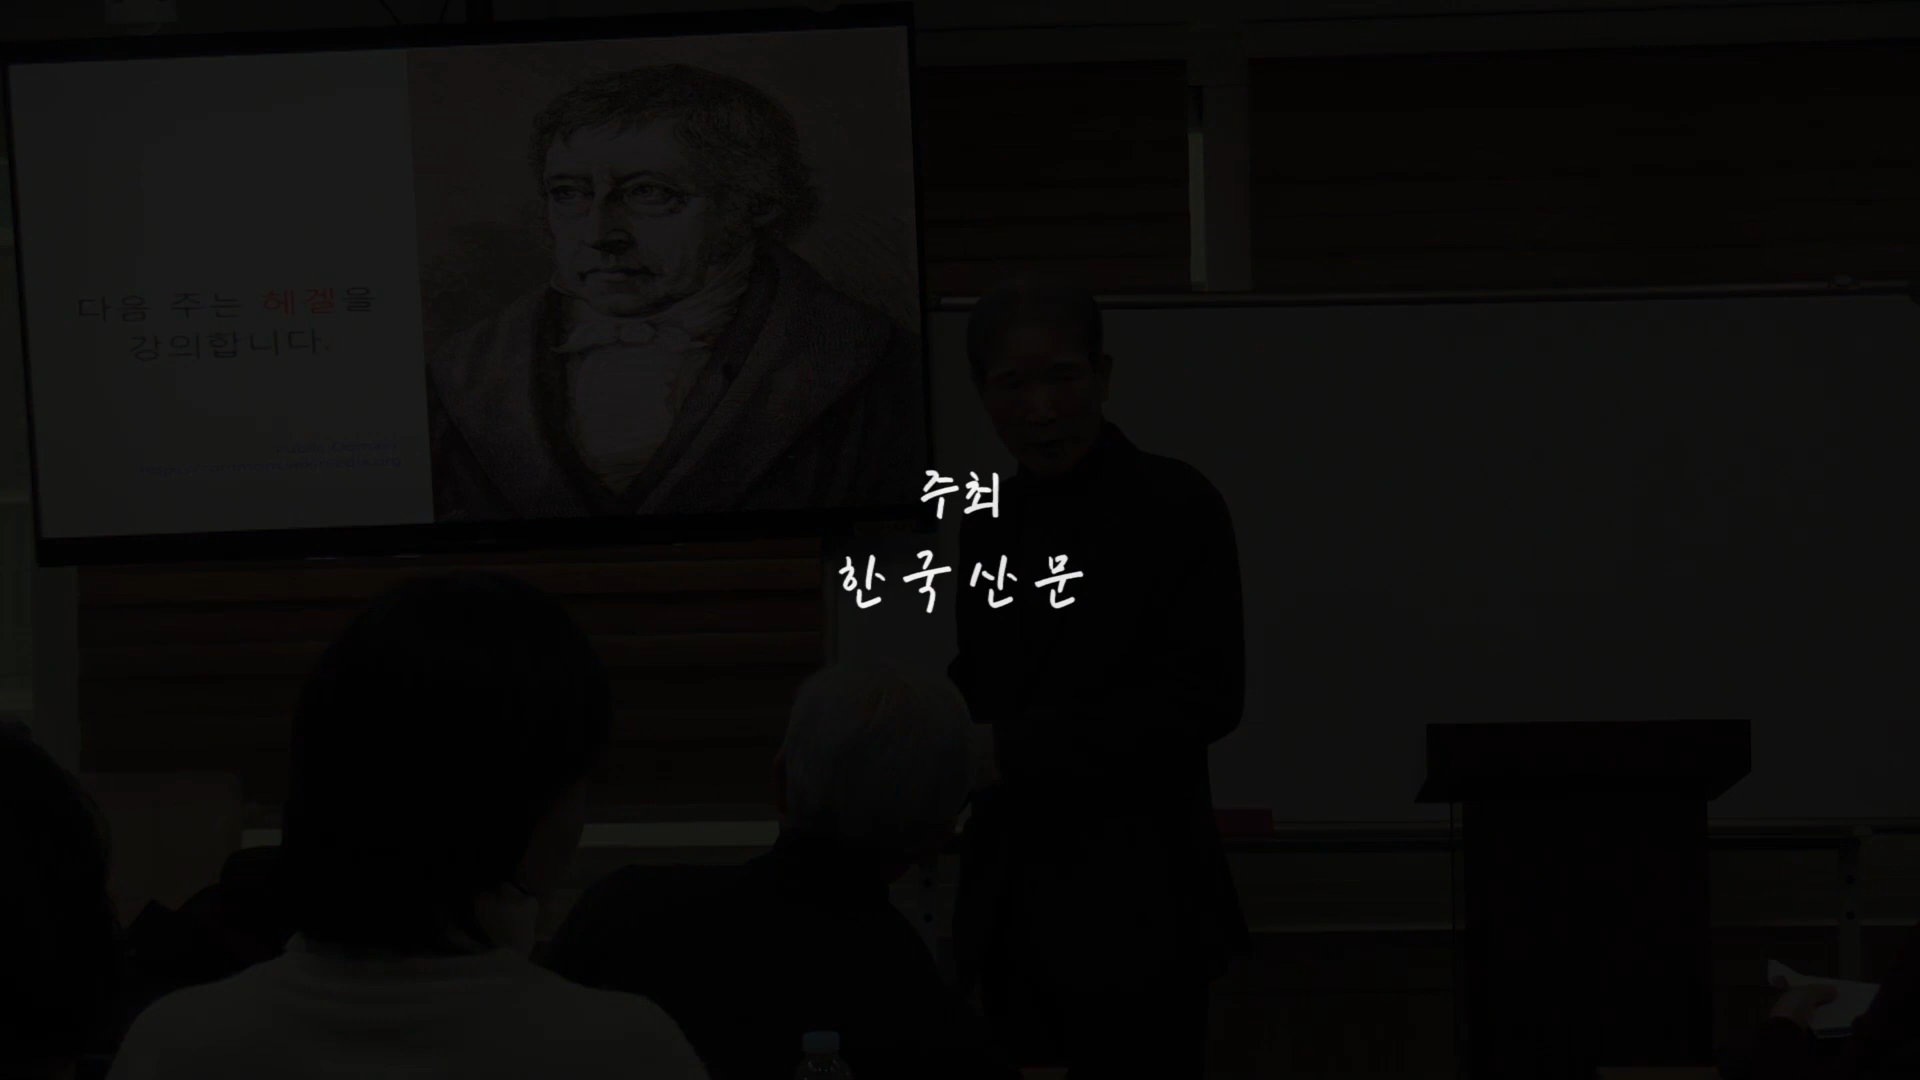 다음 주는 헤겔을
강의합니다.
주최
한국산문